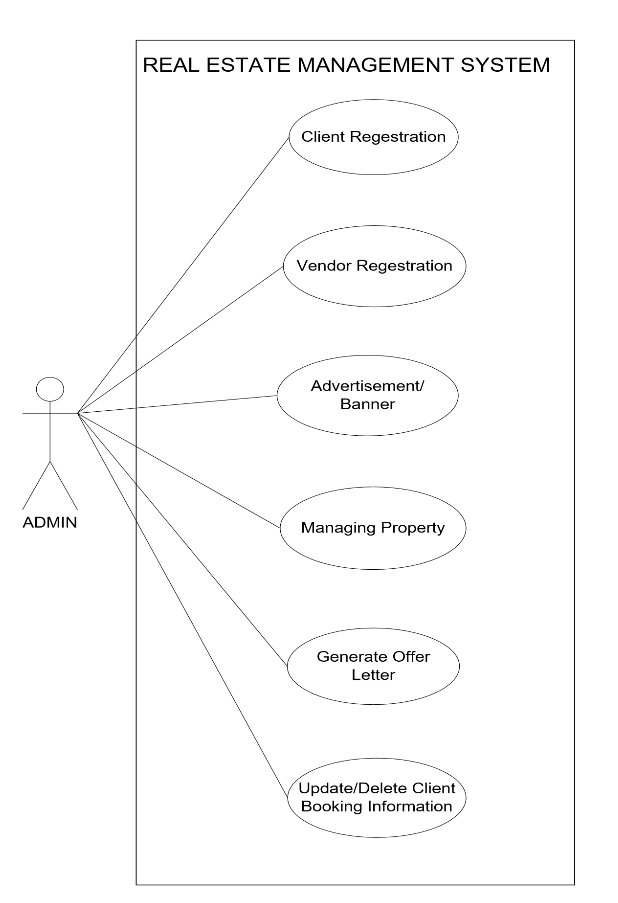 REAL ESTATE MANAGEMENT SYSTEM
Client Regestration
Vendor Regestration
Advertisement/
Banner
Managing Property
ADMIN
Generate Offer
Letter
Update/Delete Client
Booking Information